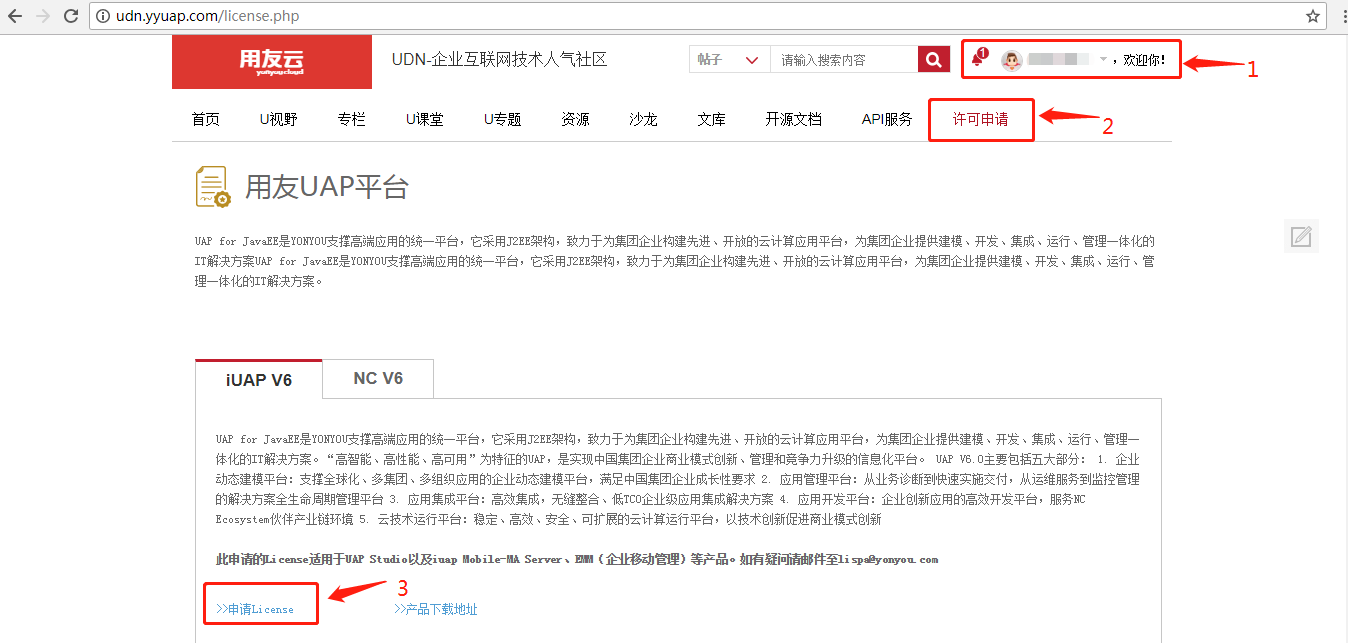 udn.yyuap.com/license.php
用友云
yonyoucloud
UDN-企业互联网技术人气社区
帖子
请输入搜索内容
1
，欢迎你！
1
首页 U视野 专栏 U课堂 U专题 资源 沙龙 文库 开源文档 API服务 许可申请
2
用友UAP平台
UAP for JavaEE是YONYOU支撑高端应用的统一平台，它采用J2EE架构，致力于为集团企业构建先进、开放的云计算应用平台，为集团企业提供建模、开发、集成、运行、管理一体化的
IT解决方案UAP for JavaEE是YONYOU支撑高端应用的统一平台，它采用J2EE架构，致力于为集团企业构建先进、开放的云计算应用平台，为集团企业提供建模、开发、集成、运行、管
理一体化的IT解决方案。
iUAP V6 NC V6
UAP for JavaEE是YONYOU支撑高端应用的统一平台，它采用J2EE架构，致力于为集团企业构建先进、开放的云计算应用平台，为集团企业提供建模、开发、集成、运行、管理一
体化的IT解决方案。“高智能、高性能、高可用”为特征的UAP，是实现中国集团企业商业模式创新、管理和竞争力升级的信息化平台。 UAP V6.0主要包括五大部分： 1. 企业
动态建模平台：支撑全球化、多集团、多组织应用的企业动态建模平台，满足中国集团企业成长性要求 2. 应用管理平台：从业务诊断到快速实施交付，从运维服务到监控管理
的解决方案全生命周期管理平台 3. 应用集成平台：高效集成，无缝整合、低TCO企业级应用集成解决方案 4. 应用开发平台：企业创新应用的高效开发平台，服务NC
Ecosystem伙伴产业链环境 5. 云技术运行平台：稳定、高效、安全、可扩展的云计算运行平台，以技术创新促进商业模式创新
此申请的License适用于UAP Studio以及iuap Mobile-MA Server、EMM（企业移动管理）等产品。如有疑问请邮件至lispa@yonyou.com
3
>>申请License >>产品下载地址